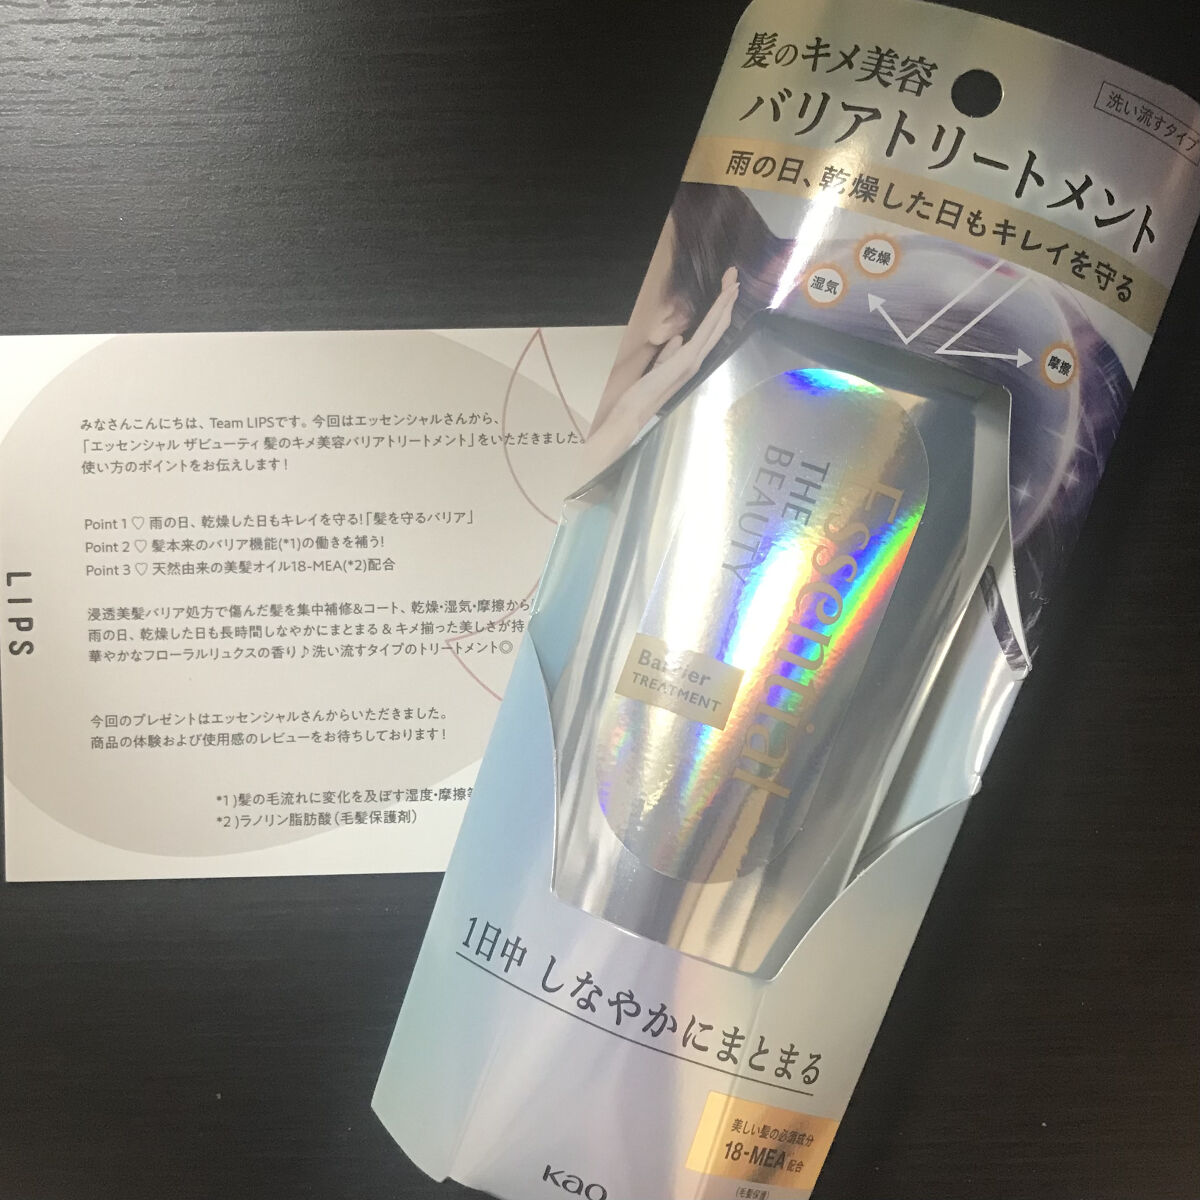 髪のキメ美容
バリアトリートメント
洗い流すタイプ
雨の日、乾燥した日もキレイを守る
乾燥
湿気
摩擦
Essential
THE
BEAUTY
Barrier
TREATMENT
1日中 しなやかにまとまる
美しい髪の必須成分
18-MEA配合
(毛髪保護)
Kao
LIPS
みなさんこんにちは、Team LIPSです。今回はエッセンシャルさんから、
「エッセンシャル ザビューティ 髪のキメ美容バリアトリートメント」をいただきました。
使い方のポイントをお伝えします!
Point 1 ♡ 雨の日、乾燥した日もキレイを守る!「髪を守るバリア」
Point 2 ♡ 髪本来のバリア機能(*1)の働きを補う!
Point 3 ♡ 天然由来の美髪オイル18-MEA(*2)配合
浸透美髪バリア処方で傷んだ髪を集中補修&コート、乾燥・湿気・摩擦から
雨の日、乾燥した日も長時間しなやかにまとまる & キメ揃った美しさが持
華やかなフローラルリュクスの香り♪洗い流すタイプのトリートメント◎
今回のプレゼントはエッセンシャルさんからいただきました。
商品の体験および使用感のレビューをお待ちしております!
*1)髪の毛流れに変化を及ぼす湿度・摩擦等
*2)ラノリン脂肪酸(毛髪保護剤)